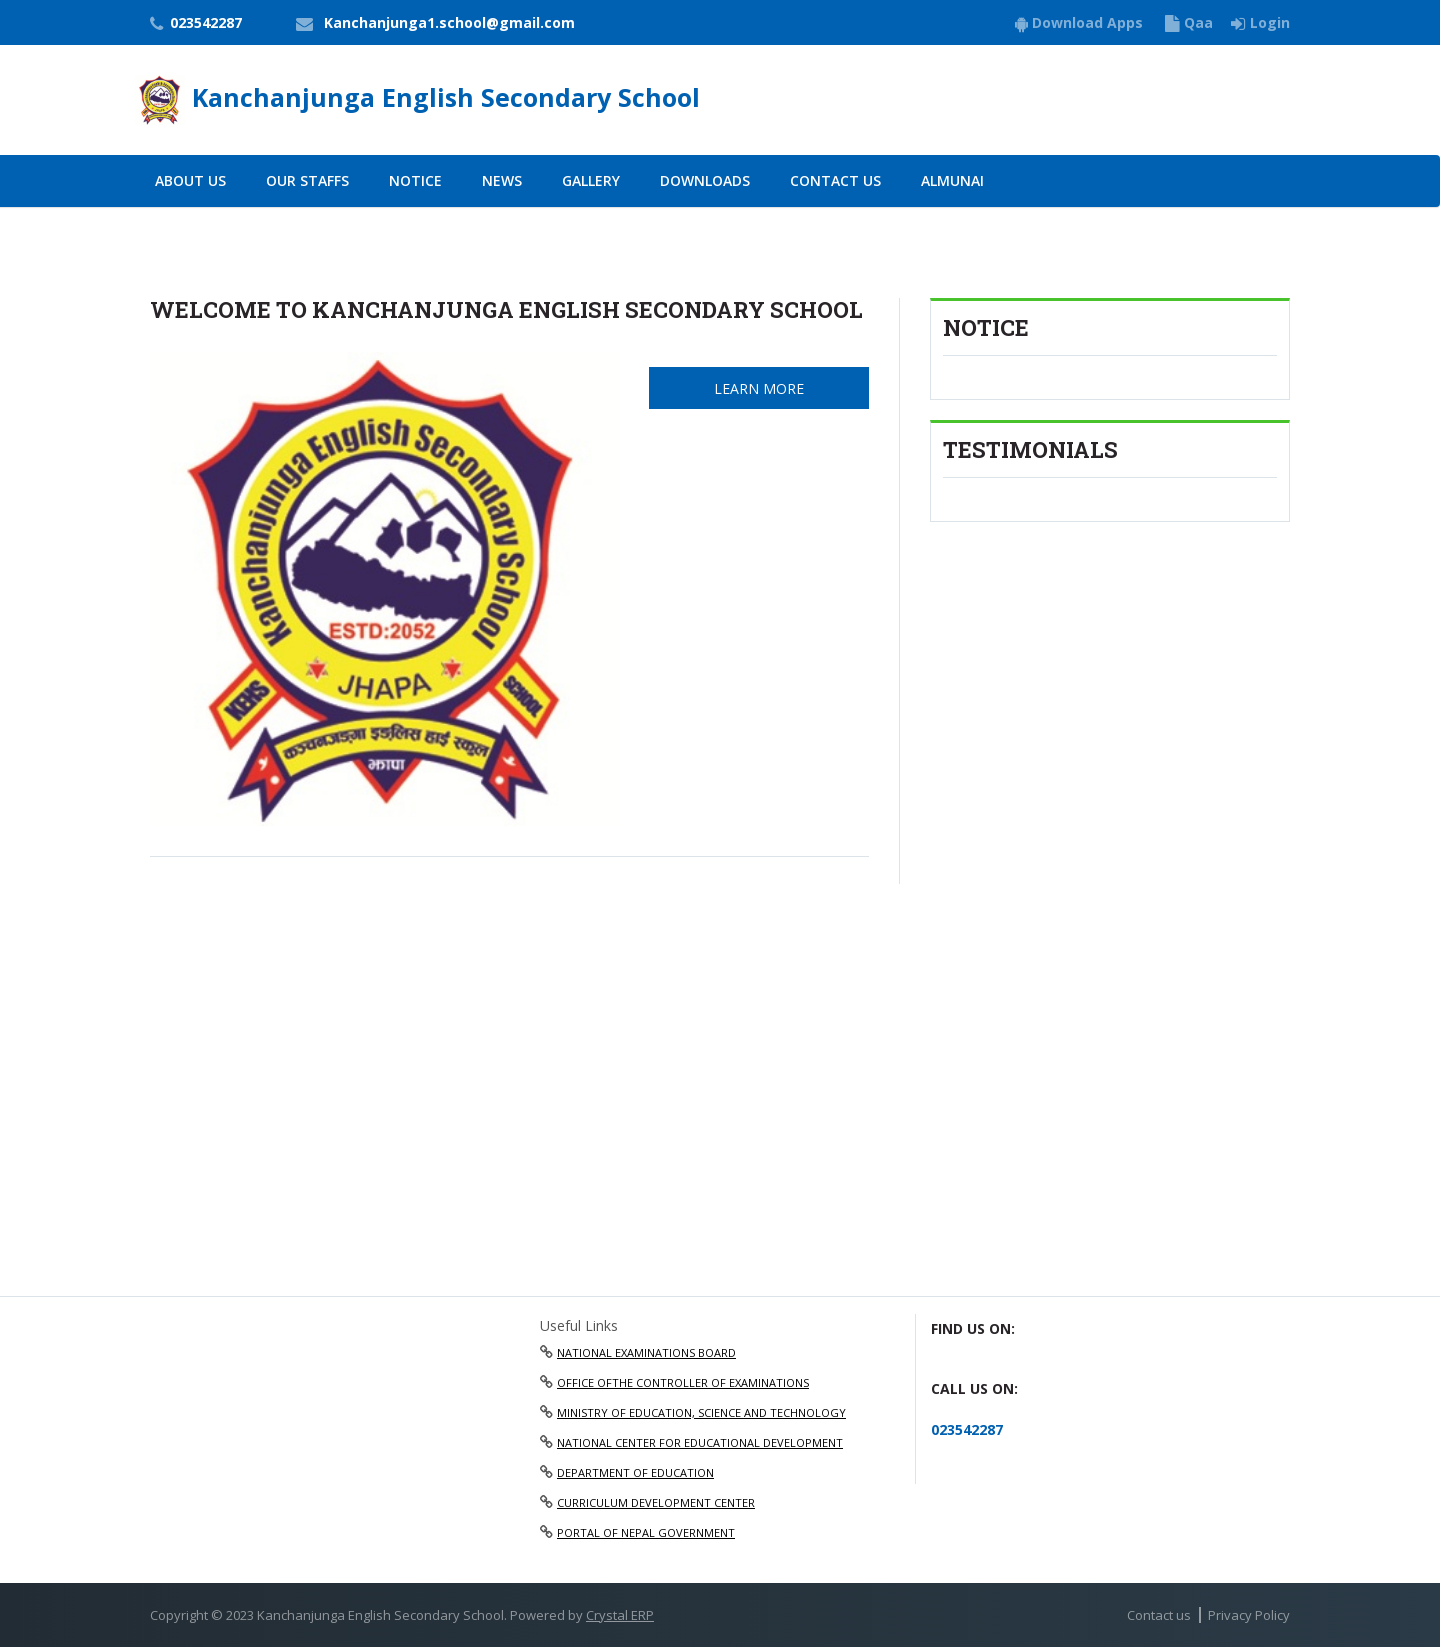 023542287
Kanchanjunga1.school@gmail.com
Download Apps
Qaa
Login
Kanchanjunga English Secondary School
ABOUT US
OUR STAFFS
NOTICE
NEWS
GALLERY
DOWNLOADS
CONTACT US
ALMUNAI
WELCOME TO KANCHANJUNGA ENGLISH SECONDARY SCHOOL
Kanchanjunga English Secondary School
ESTD:2052
JHAPA
KEHS
SCHOOL
कञ्चनजङ्गा इङ्लिस हाई स्कुल
झापा
LEARN MORE
NOTICE
TESTIMONIALS
Useful Links
NATIONAL EXAMINATIONS BOARD
OFFICE OFTHE CONTROLLER OF EXAMINATIONS
MINISTRY OF EDUCATION, SCIENCE AND TECHNOLOGY
NATIONAL CENTER FOR EDUCATIONAL DEVELOPMENT
DEPARTMENT OF EDUCATION
CURRICULUM DEVELOPMENT CENTER
PORTAL OF NEPAL GOVERNMENT
FIND US ON:
CALL US ON:
023542287
Copyright © 2023 Kanchanjunga English Secondary School. Powered by Crystal ERP
Contact us | Privacy Policy